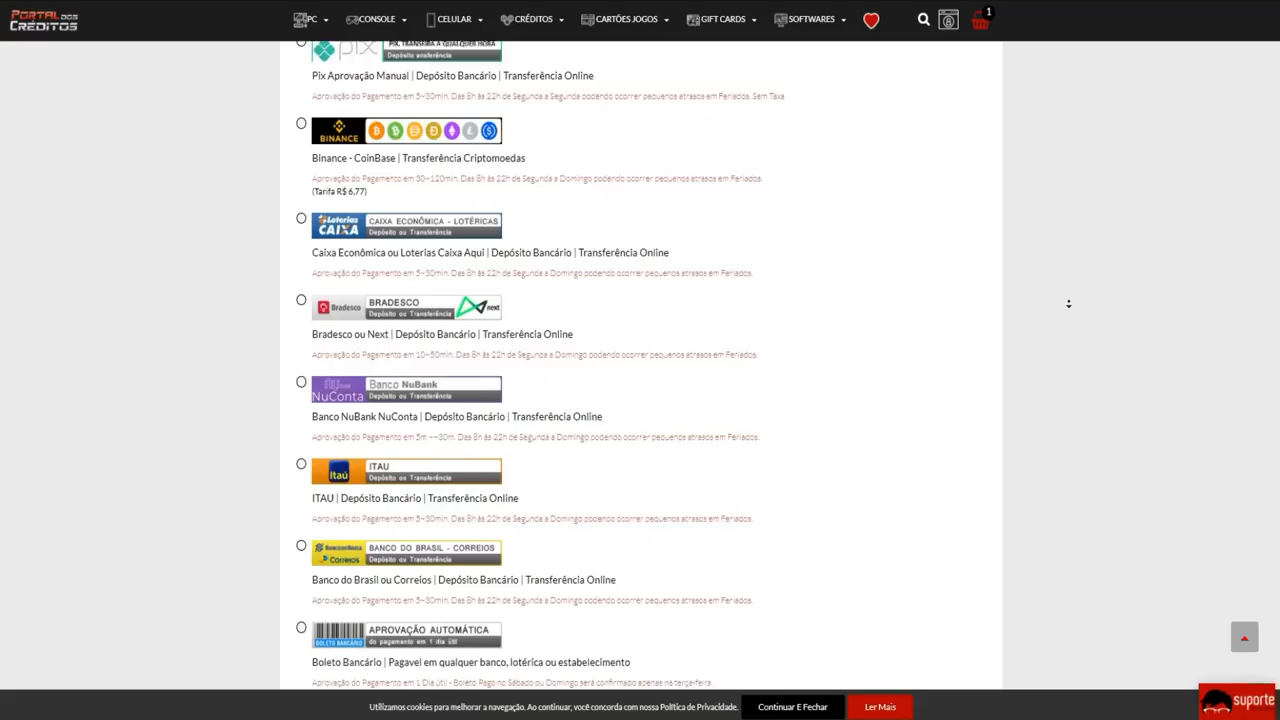 PORTAL DOS CRÉDITOS
PC CONSOLE CELULAR CRÉDITOS CARTÕES JOGOS GIFT CARDS SOFTWARES 1
pix PIX. TRANSFIRA A QUALQUER HORA
Pix Aprovação Manual | Depósito Bancário | Transferência Online
Aprovação do Pagamento em 5~30min. Das 8h às 22h de Segunda a Segunda podendo ocorrer pequenos atrasos em Feriados. Sem Taxa
BINANCE
Binance - CoinBase | Transferência Criptomoedas
Aprovação do Pagamento em 30~120min. Das 8h às 22h de Segunda a Domingo podendo ocorrer pequenos atrasos em Feriados.
(Tarifa R$ 6,77)
Loterias CAIXA CAIXA ECONÔMICA - LOTÉRICAS
Depósito ou Transferência
Caixa Econômica ou Loterias Caixa Aqui | Depósito Bancário | Transferência Online
Aprovação do Pagamento em 5~30min. Das 8h às 22h de Segunda a Domingo podendo ocorrer pequenos atrasos em Feriados.
Bradesco BRADESCO next
Depósito ou Transferência
Bradesco ou Next | Depósito Bancário | Transferência Online
Aprovação do Pagamento em 10~50min. Das 8h às 22h de Segunda a Domingo podendo ocorrer pequenos atrasos em Feriados.
NuConta Banco NuBank
Depósito ou Transferência
Banco NuBank NuConta | Depósito Bancário | Transferência Online
Aprovação do Pagamento em 5m ~~30m. Das 8h às 22h de Segunda a Domingo podendo ocorrer pequenos atrasos em Feriados.
Itaú ITAU
Depósito ou Transferência
ITAU | Depósito Bancário | Transferência Online
Aprovação do Pagamento em 5~30min. Das 8h às 22h de Segunda a Domingo podendo ocorrer pequenos atrasos em Feriados.
BANCO DO BRASIL - CORREIOS
Correios Depósito ou Transferência
Banco do Brasil ou Correios | Depósito Bancário | Transferência Online
Aprovação do Pagamento em 5~30min. Das 8h às 22h de Segunda a Domingo podendo ocorrer pequenos atrasos em Feriados.
APROVAÇÃO AUTOMÁTICA
BOLETO BANCÁRIO do pagamento em 1 dia útil
Boleto Bancário | Pagavel em qualquer banco, lotérica ou estabelecimento
Aprovação do Pagamento em 1 Dia útil - Boleto Pago no Sábado ou Domingo será confirmado apenas na terça-feira.
Utilizamos cookies para melhorar a navegação. Ao continuar, você concorda com nossa Política de Privacidade. Continuar E Fechar Ler Mais
suporte